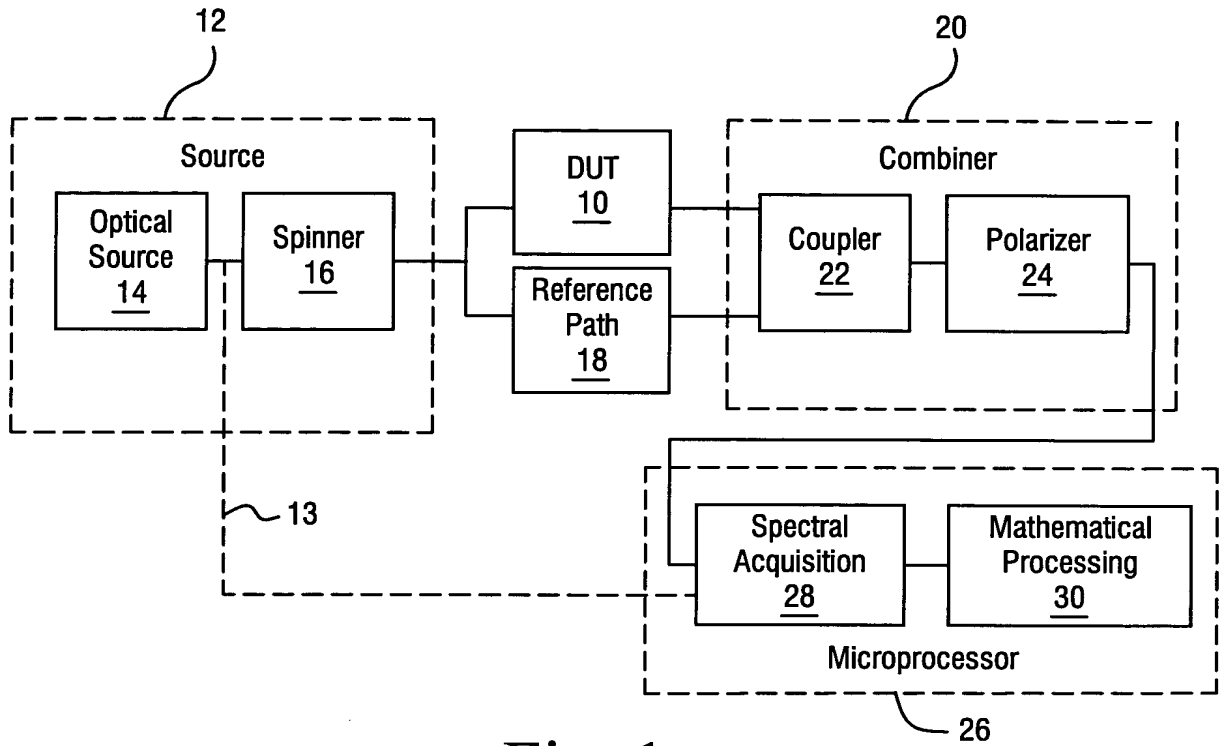 12
20
Source
Optical
Source
14
Spinner
16
DUT
10
Reference
Path
18
Combiner
Coupler
22
Polarizer
24
13
Spectral
Acquisition
28
Mathematical
Processing
30
Microprocessor
26